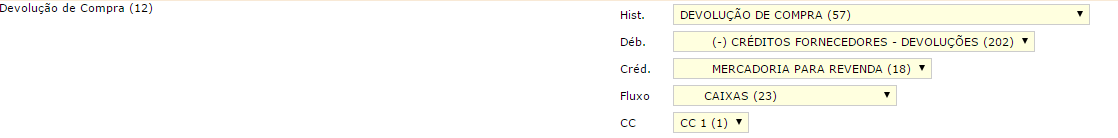 Devolução de Compra (12)
Hist. DEVOLUÇÃO DE COMPRA (57)
Déb. (-) CRÉDITOS FORNECEDORES - DEVOLUÇÕES (202)
Créd. MERCADORIA PARA REVENDA (18)
Fluxo CAIXAS (23)
CC CC 1 (1)